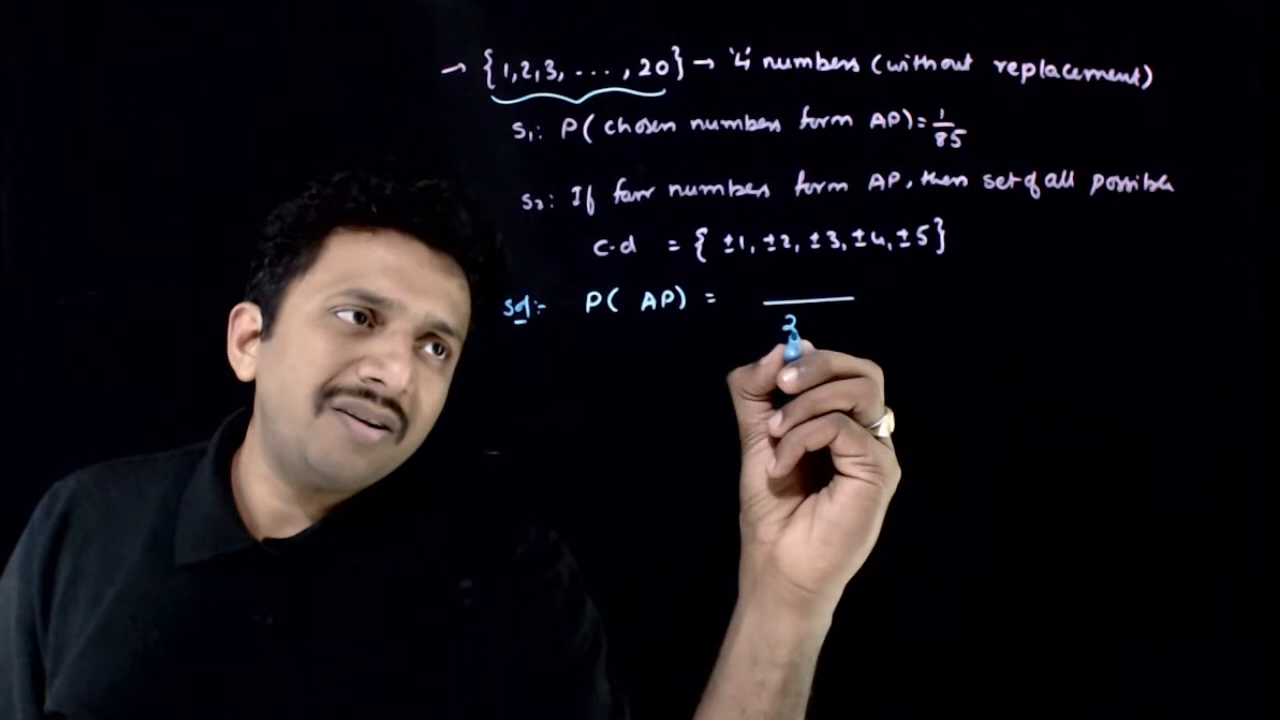 → {1,2,3, ... , 20} → '4' numbers (without replacement)
S₁: P( chosen numbers form AP) = 1/85
S₂: If four numbers form AP, then set of all possible
C.d = { ±1, ±2, ±3, ±4, ±5}
Sol:- P( AP) =
2